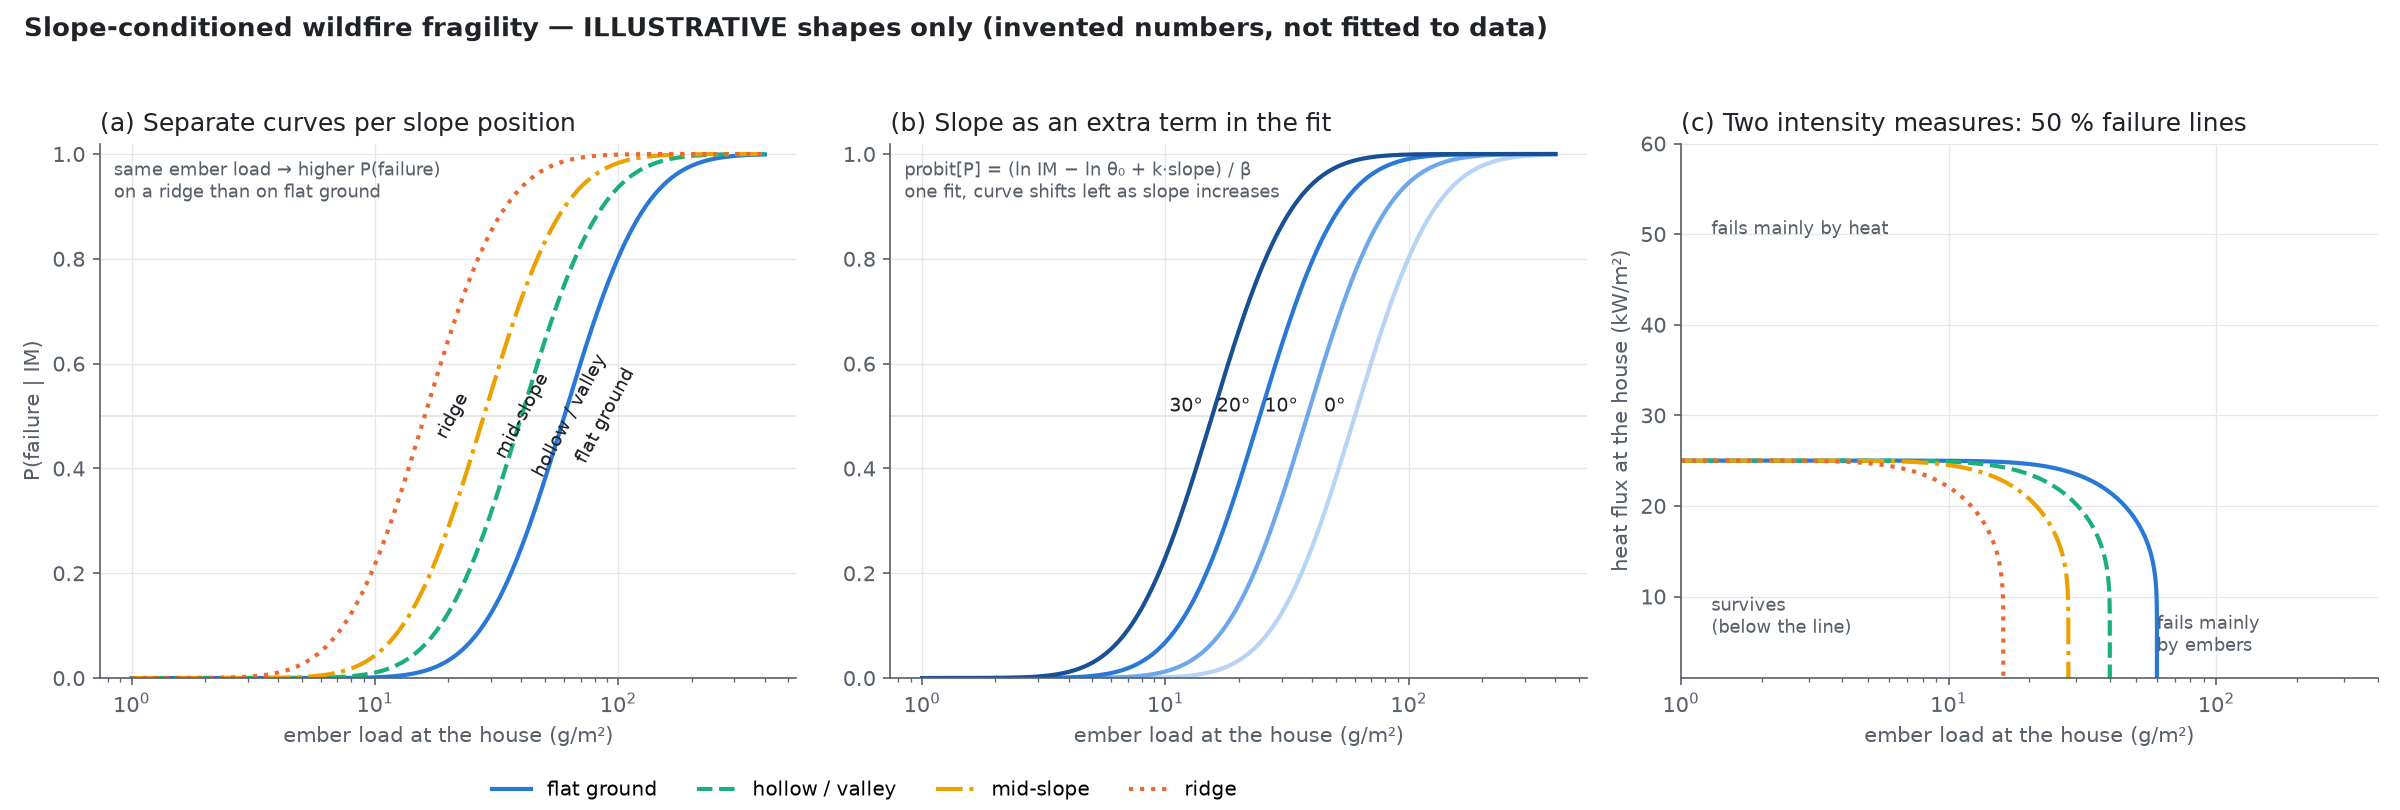 Slope-conditioned wildfire fragility — ILLUSTRATIVE shapes only (invented numbers, not fitted to data)
(a) Separate curves per slope position
same ember load → higher P(failure)
on a ridge than on flat ground
P(failure | IM)
1.0
0.8
0.6
0.4
0.2
0.0
ridge
mid-slope
hollow / valley
flat ground
10⁰
10¹
10²
ember load at the house (g/m²)
(b) Slope as an extra term in the fit
probit[P] = (ln IM − ln θ₀ + k·slope) / β
one fit, curve shifts left as slope increases
1.0
0.8
0.6
0.4
0.2
0.0
30°
20°
10°
0°
10⁰
10¹
10²
ember load at the house (g/m²)
(c) Two intensity measures: 50 % failure lines
heat flux at the house (kW/m²)
60
50
40
30
20
10
fails mainly by heat
survives
(below the line)
fails mainly
by embers
10⁰
10¹
10²
ember load at the house (g/m²)
flat ground
hollow / valley
mid-slope
ridge